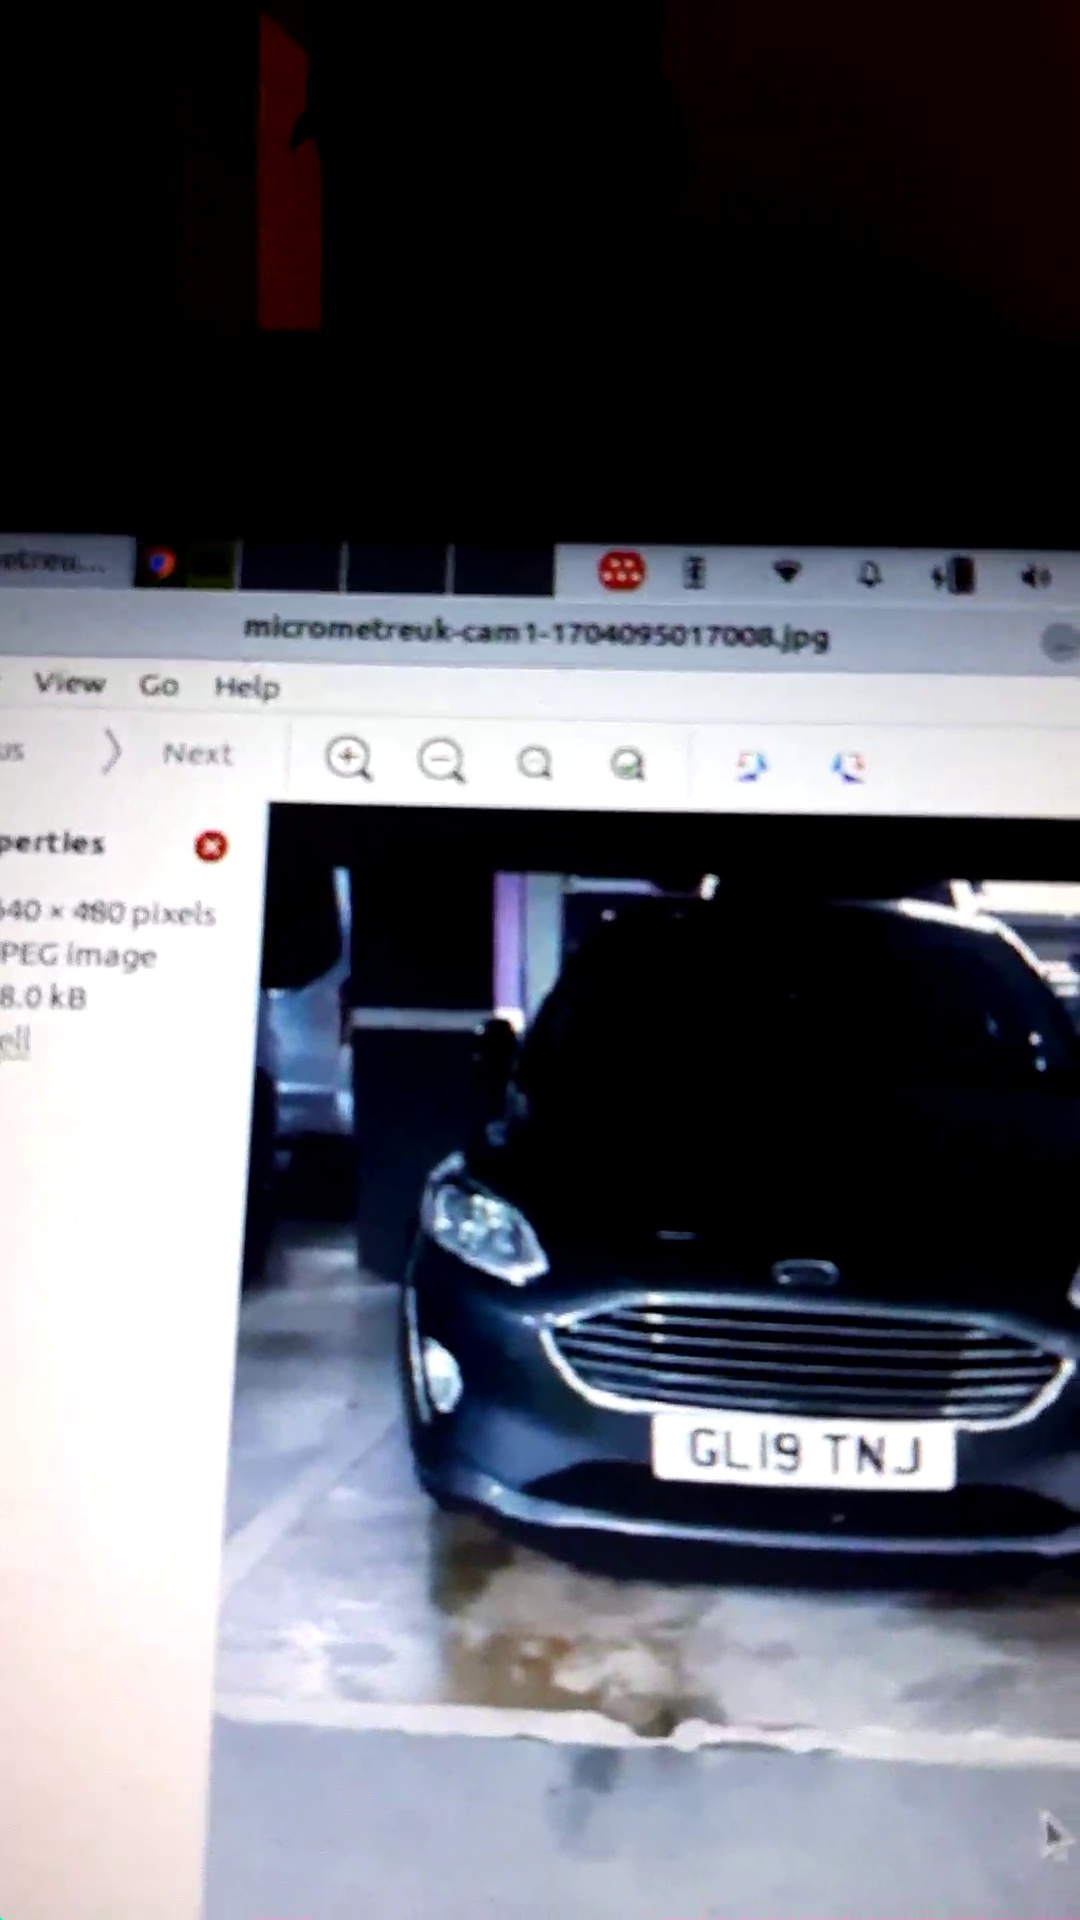 etreu...
micrometreuk-cam1-1704095017008.jpg
View Go Help
us Next
perties
640 × 480 pixels
PEG image
8.0 kB
ell
GL19 TNJ